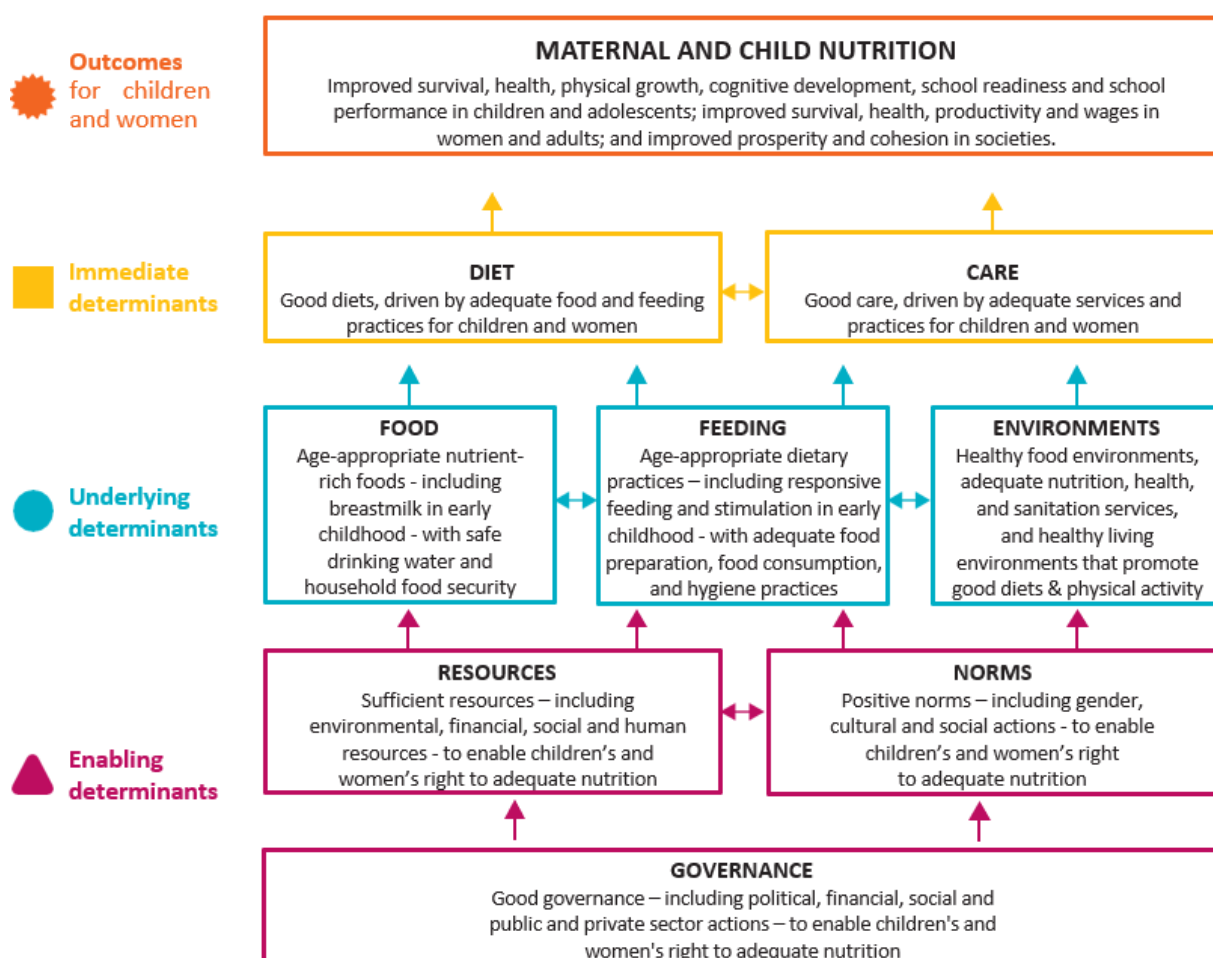 Outcomes
for children
and women
MATERNAL AND CHILD NUTRITION
Improved survival, health, physical growth, cognitive development, school readiness and school
performance in children and adolescents; improved survival, health, productivity and wages in
women and adults; and improved prosperity and cohesion in societies.
Immediate
determinants
DIET
Good diets, driven by adequate food and feeding
practices for children and women
CARE
Good care, driven by adequate services and
practices for children and women
Underlying
determinants
FOOD
Age-appropriate nutrient-
rich foods - including
breastmilk in early
childhood - with safe
drinking water and
household food security
FEEDING
Age-appropriate dietary
practices – including responsive
feeding and stimulation in early
childhood - with adequate food
preparation, food consumption,
and hygiene practices
ENVIRONMENTS
Healthy food environments,
adequate nutrition, health,
and sanitation services,
and healthy living
environments that promote
good diets & physical activity
Enabling
determinants
RESOURCES
Sufficient resources – including
environmental, financial, social and human
resources - to enable children’s and
women’s right to adequate nutrition
NORMS
Positive norms – including gender,
cultural and social actions - to enable
children’s and women’s right
to adequate nutrition
GOVERNANCE
Good governance – including political, financial, social and
public and private sector actions – to enable children's and
women's right to adequate nutrition